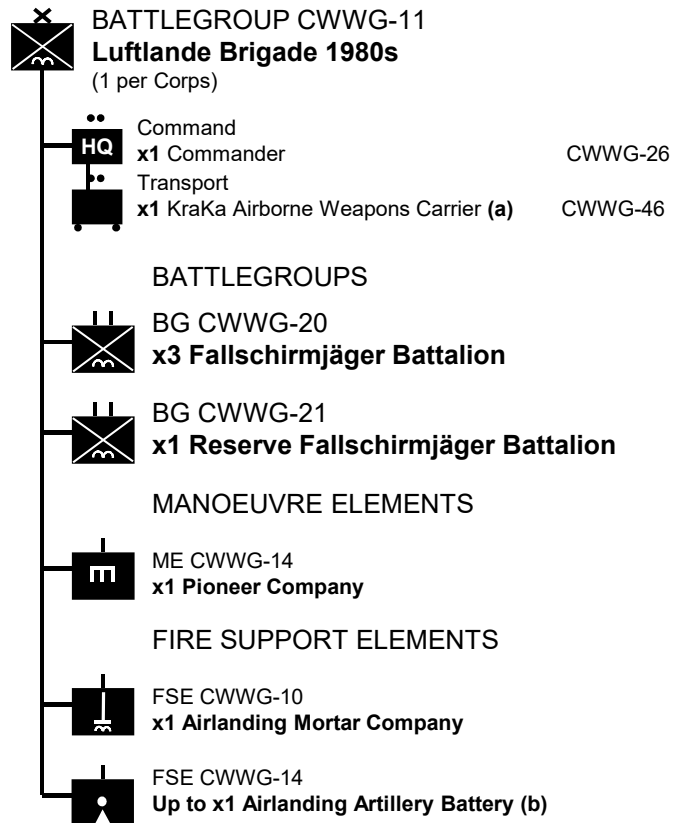 BATTLEGROUP CWWG-11
Luftlande Brigade 1980s
(1 per Corps)
Command
HQ
x1 Commander CWWG-26
Transport
x1 KraKa Airborne Weapons Carrier (a) CWWG-46
BATTLEGROUPS
BG CWWG-20
x3 Fallschirmjäger Battalion
BG CWWG-21
x1 Reserve Fallschirmjäger Battalion
MANOEUVRE ELEMENTS
ME CWWG-14
x1 Pioneer Company
FIRE SUPPORT ELEMENTS
FSE CWWG-10
x1 Airlanding Mortar Company
FSE CWWG-14
Up to x1 Airlanding Artillery Battery (b)